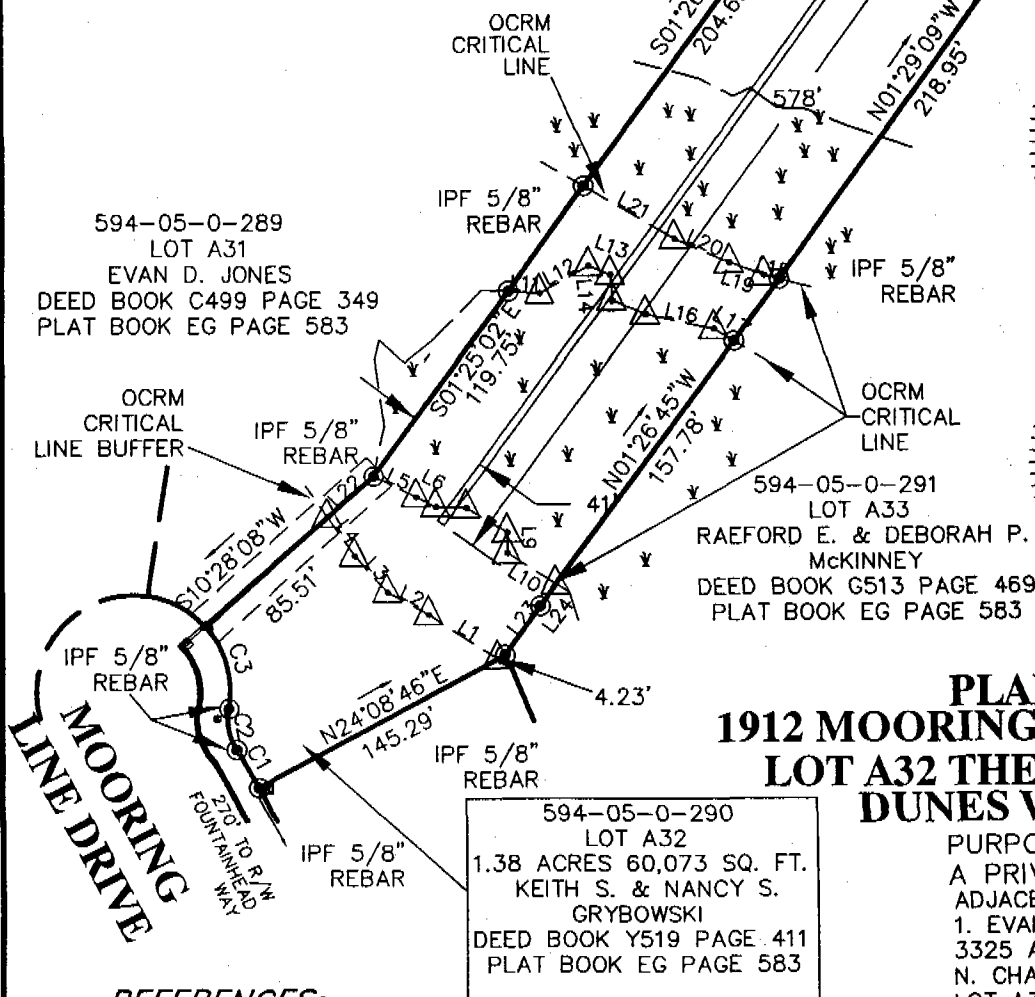 OCRM
CRITICAL
LINE
S01°26
204.6
N01°29'09"W
218.95'
578'
IPF 5/8"
REBAR
L21
L20
L19
L13
L12
L11
L14
L16
L17
IPF 5/8"
REBAR
594-05-0-289
LOT A31
EVAN D. JONES
DEED BOOK C499 PAGE 349
PLAT BOOK EG PAGE 583
S01°25'02"E
119.75'
N01°26'45"W
157.78'
OCRM
CRITICAL
LINE
OCRM
CRITICAL
LINE BUFFER
IPF 5/8"
REBAR
L22
L5
L6
41'
L9
L10
594-05-0-291
LOT A33
RAEFORD E. & DEBORAH P.
McKINNEY
DEED BOOK G513 PAGE 469
PLAT BOOK EG PAGE 583
S10°28'08"W
85.51'
L3
L2
L1
L23
L24
4.23'
IPF 5/8"
REBAR
C3
C2
C1
N24°08'46"E
145.29'
IPF 5/8"
REBAR
MOORING
LINE DRIVE
270' TO R/W
FOUNTAINHEAD
WAY
IPF 5/8"
REBAR
594-05-0-290
LOT A32
1.38 ACRES 60,073 SQ. FT.
KEITH S. & NANCY S.
GRYBOWSKI
DEED BOOK Y519 PAGE 411
PLAT BOOK EG PAGE 583
PLA
1912 MOORING
LOT A32 THE
DUNES W
PURPO
A PRIV
ADJACE
1. EVA
3325 A
N. CHA
REFERENCES: